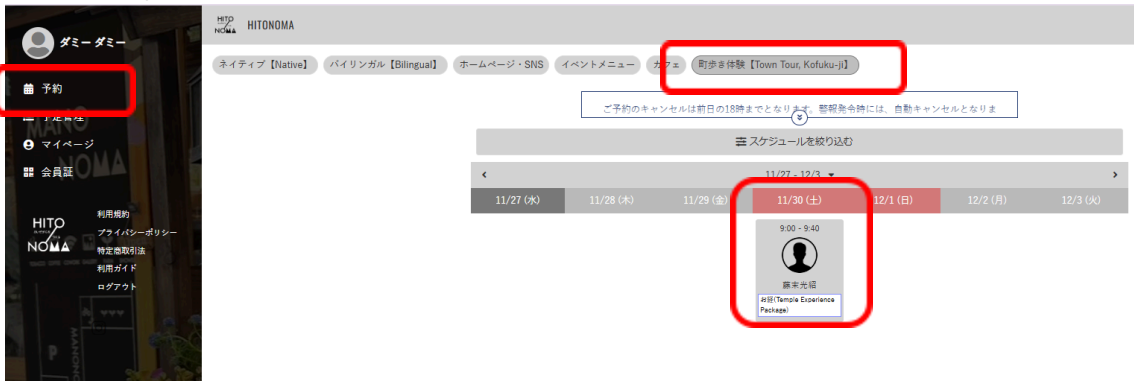 ダミー ダミー
予約
予定管理
マイページ
会員証
HITO
NOMA
利用規約
プライバシーポリシー
特定商取引法
利用ガイド
ログアウト
HITO
NOMA
HITONOMA
ネイティブ【Native】
バイリンガル【Bilingual】
ホームページ・SNS
イベントメニュー
カフェ
町歩き体験【Town Tour, Kofuku-ji】
ご予約のキャンセルは前日の18時までとなります。警報発令時には、自動キャンセルとなりま
スケジュールを絞り込む
11/27 - 12/3
11/27 (水)
11/28 (木)
11/29 (金)
11/30 (土)
12/1 (日)
12/2 (月)
12/3 (火)
9:00 - 9:40
藤末光紹
お経(Temple Experience
Package)